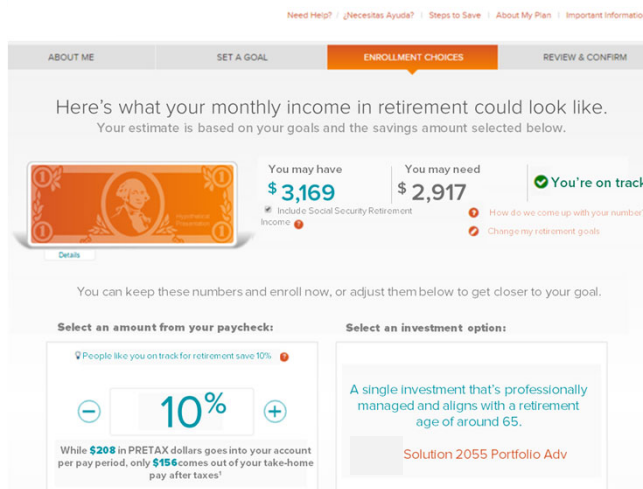 Need Help? | ¿Necesitas Ayuda? | Steps to Save | About My Plan | Important Informatio
ABOUT ME
SET A GOAL
ENROLLMENT CHOICES
REVIEW & CONFIRM
Here's what your monthly income in retirement could look like.
Your estimate is based on your goals and the savings amount selected below.
You may have
$3,169
Include Social Security Retirement
Income
You may need
$2,917
You're on track
How do we come up with your number
Change my retirement goals
Hypothetical
1
1
1
1
Details
You can keep these numbers and enroll now, or adjust them below to get closer to your goal.
Select an amount from your paycheck:
People like you on track for retirement save 10%
10%
While $208 in PRETAX dollars goes into your account
per pay period, only $156 comes out of your take-home
pay after taxes¹
Select an investment option:
A single investment that's professionally
managed and aligns with a retirement
age of around 65.
Solution 2055 Portfolio Adv